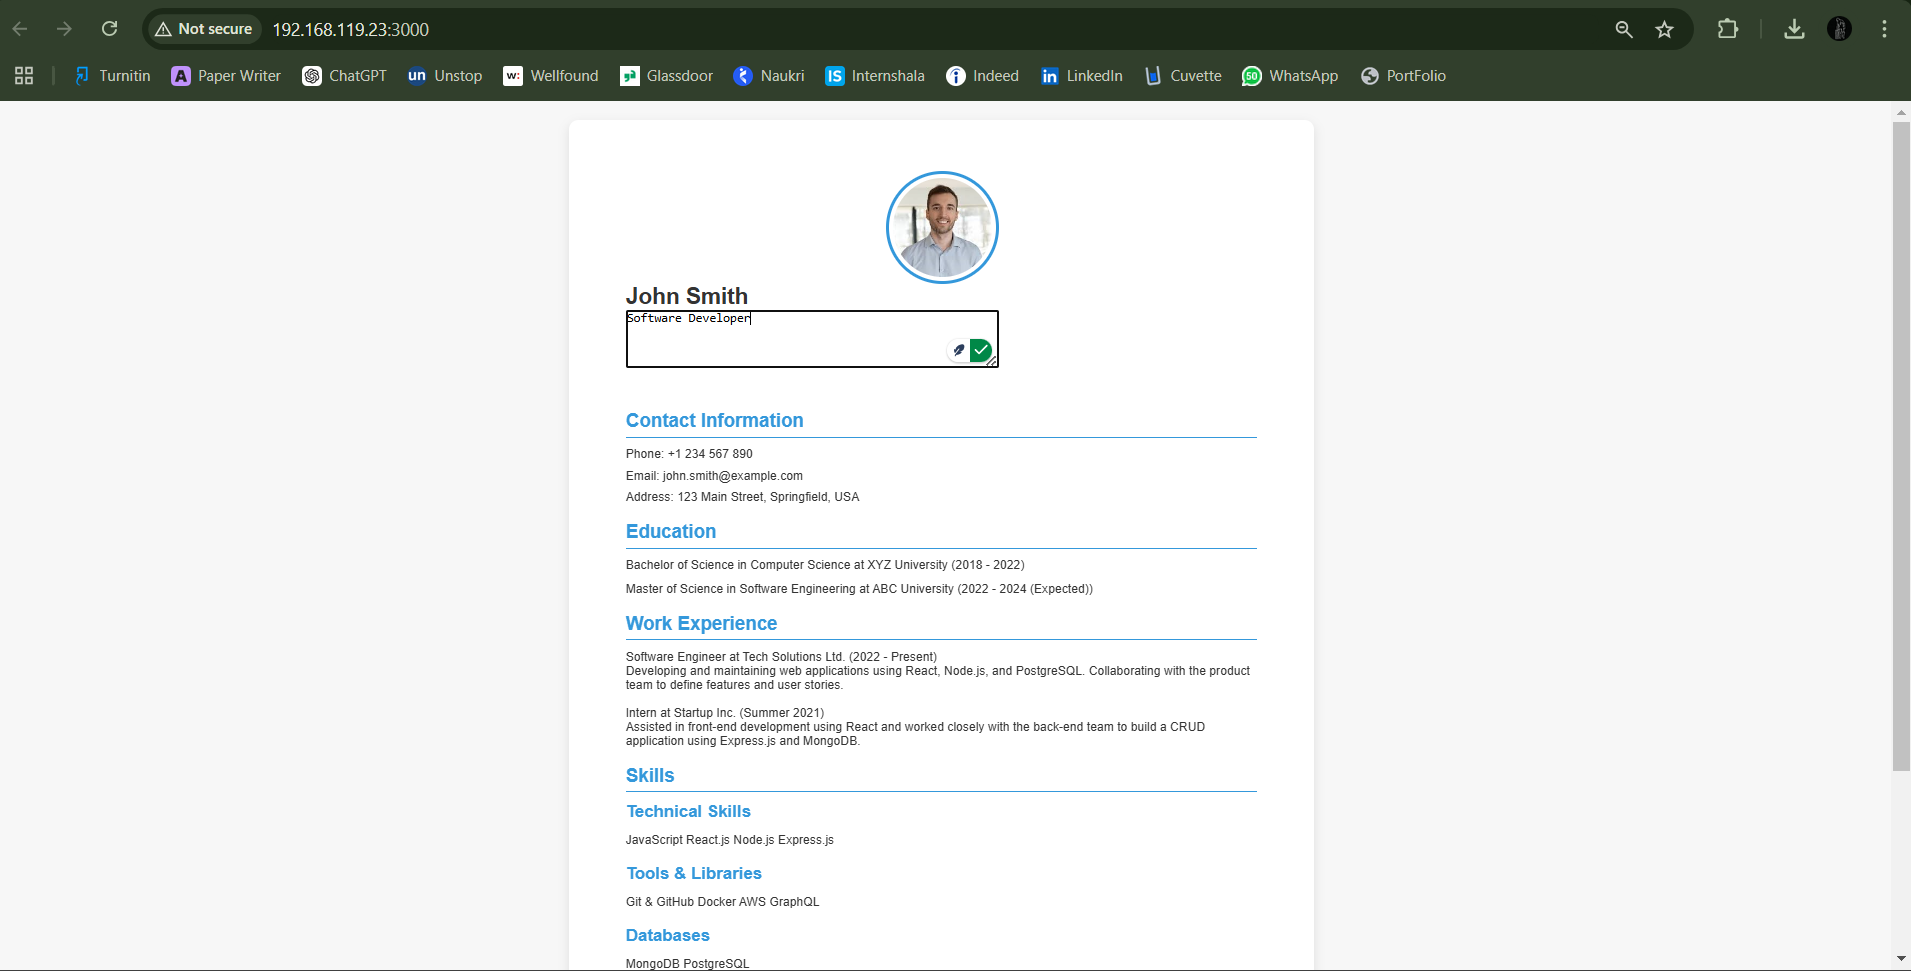 Not secure 192.168.119.23:3000
Turnitin A Paper Writer ChatGPT un Unstop w: Wellfound Glassdoor Naukri IS Internshala Indeed in LinkedIn Cuvette 50 WhatsApp PortFolio
John Smith
Software Developer
Contact Information
Phone: +1 234 567 890
Email: john.smith@example.com
Address: 123 Main Street, Springfield, USA
Education
Bachelor of Science in Computer Science at XYZ University (2018 - 2022)
Master of Science in Software Engineering at ABC University (2022 - 2024 (Expected))
Work Experience
Software Engineer at Tech Solutions Ltd. (2022 - Present)
Developing and maintaining web applications using React, Node.js, and PostgreSQL. Collaborating with the product
team to define features and user stories.
Intern at Startup Inc. (Summer 2021)
Assisted in front-end development using React and worked closely with the back-end team to build a CRUD
application using Express.js and MongoDB.
Skills
Technical Skills
JavaScript React.js Node.js Express.js
Tools & Libraries
Git & GitHub Docker AWS GraphQL
Databases
MongoDB PostgreSQL